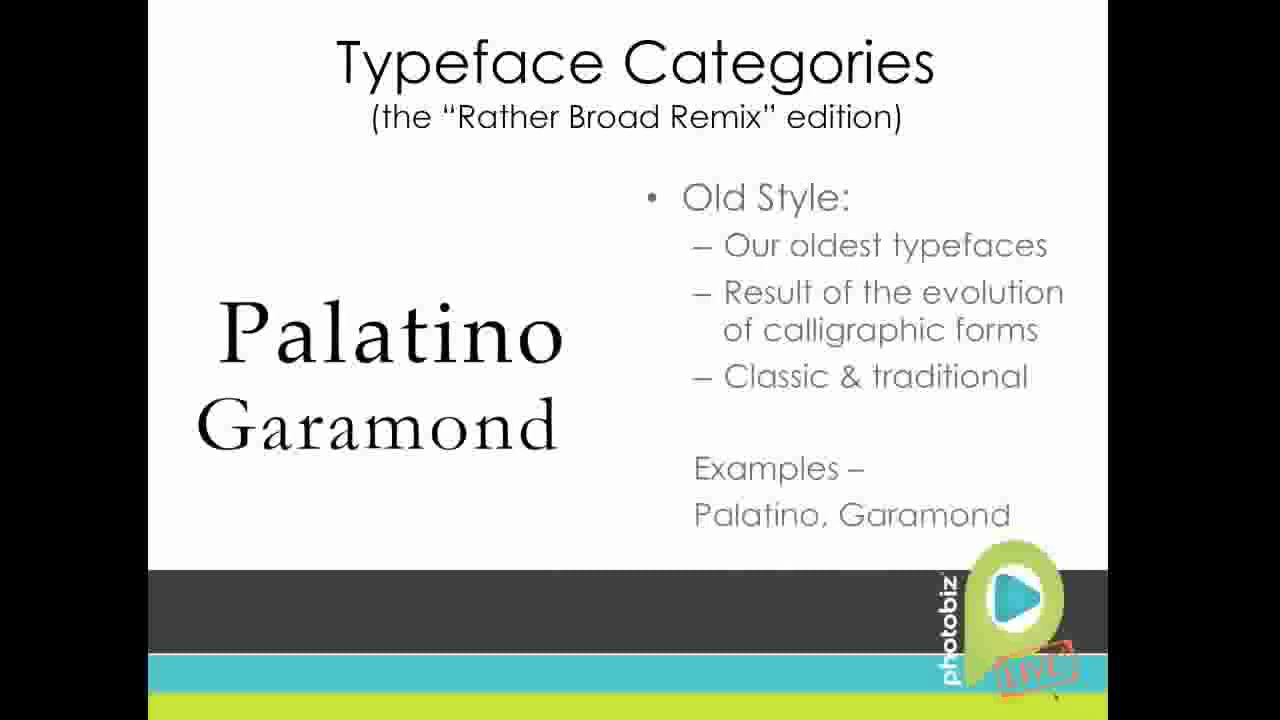 Typeface Categories
(the “Rather Broad Remix” edition)
Palatino
Garamond
• Old Style:
– Our oldest typefaces
– Result of the evolution
of calligraphic forms
– Classic & traditional
Examples –
Palatino, Garamond
photobiz
LIVE